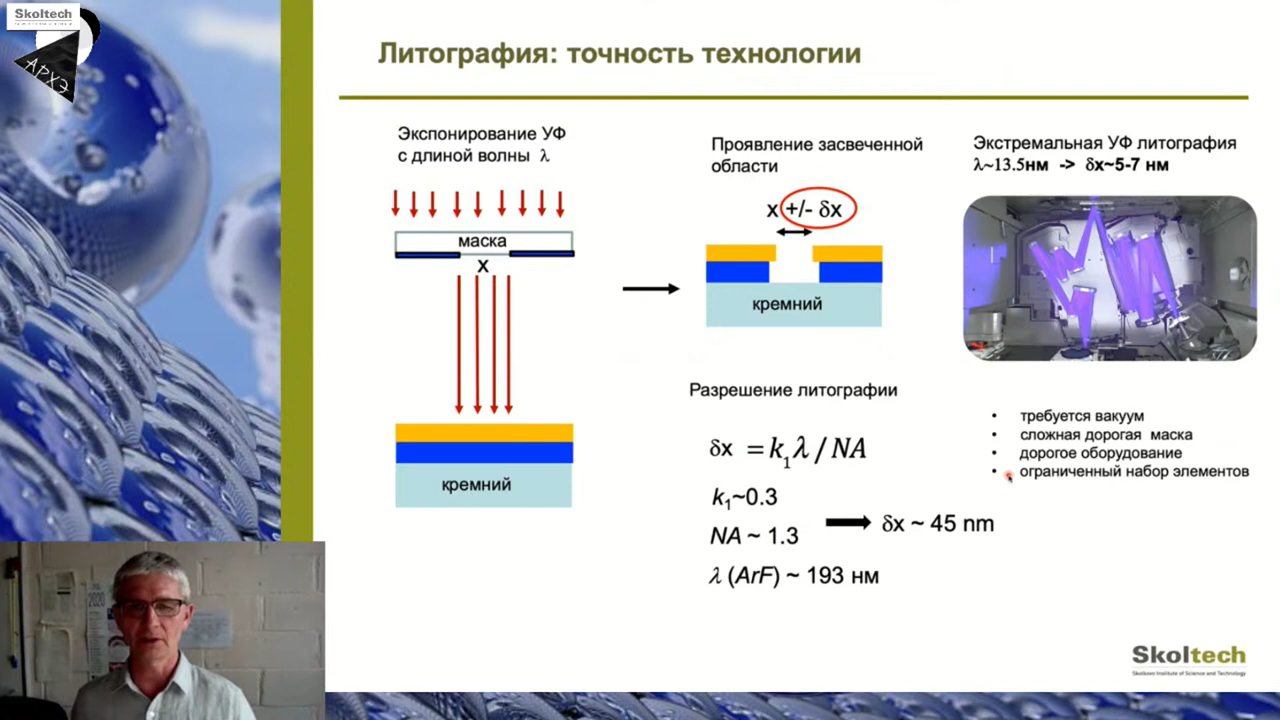 Skoltech
АРХЭ
Литография: точность технологии
Экспонирование УФ
с длиной волны λ
маска
x
кремний
Проявление засвеченной
области
x +/- δx
кремний
Экстремальная УФ литография
λ~13.5нм -> δx~5-7 нм
Разрешение литографии
δx = k₁λ / NA
k₁~0.3
NA ~ 1.3
δx ~ 45 nm
λ (ArF) ~ 193 нм
• требуется вакуум
• сложная дорогая маска
• дорогое оборудование
• ограниченный набор элементов
2020
Skoltech
Skolkovo Institute of Science and Technology